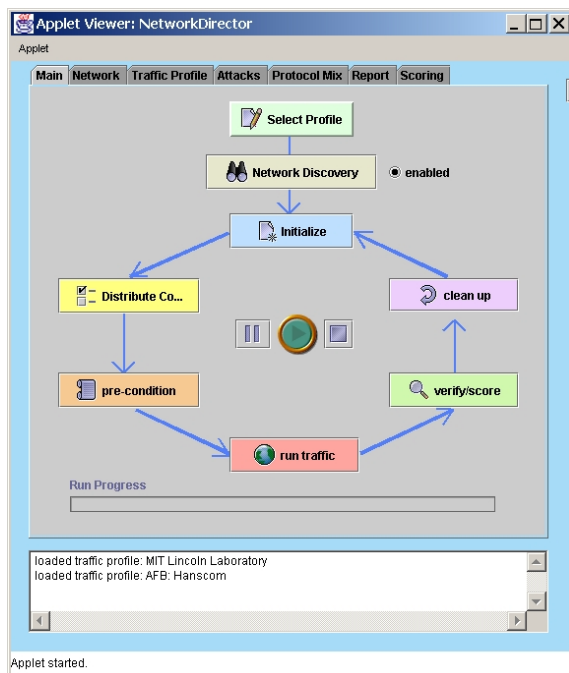 Applet Viewer: NetworkDirector
Applet
Main Network Traffic Profile Attacks Protocol Mix Report Scoring
Select Profile
Network Discovery
enabled
Initialize
Distribute Co...
clean up
pre-condition
verify/score
run traffic
Run Progress
loaded traffic profile: MIT Lincoln Laboratory
loaded traffic profile: AFB: Hanscom
Applet started.